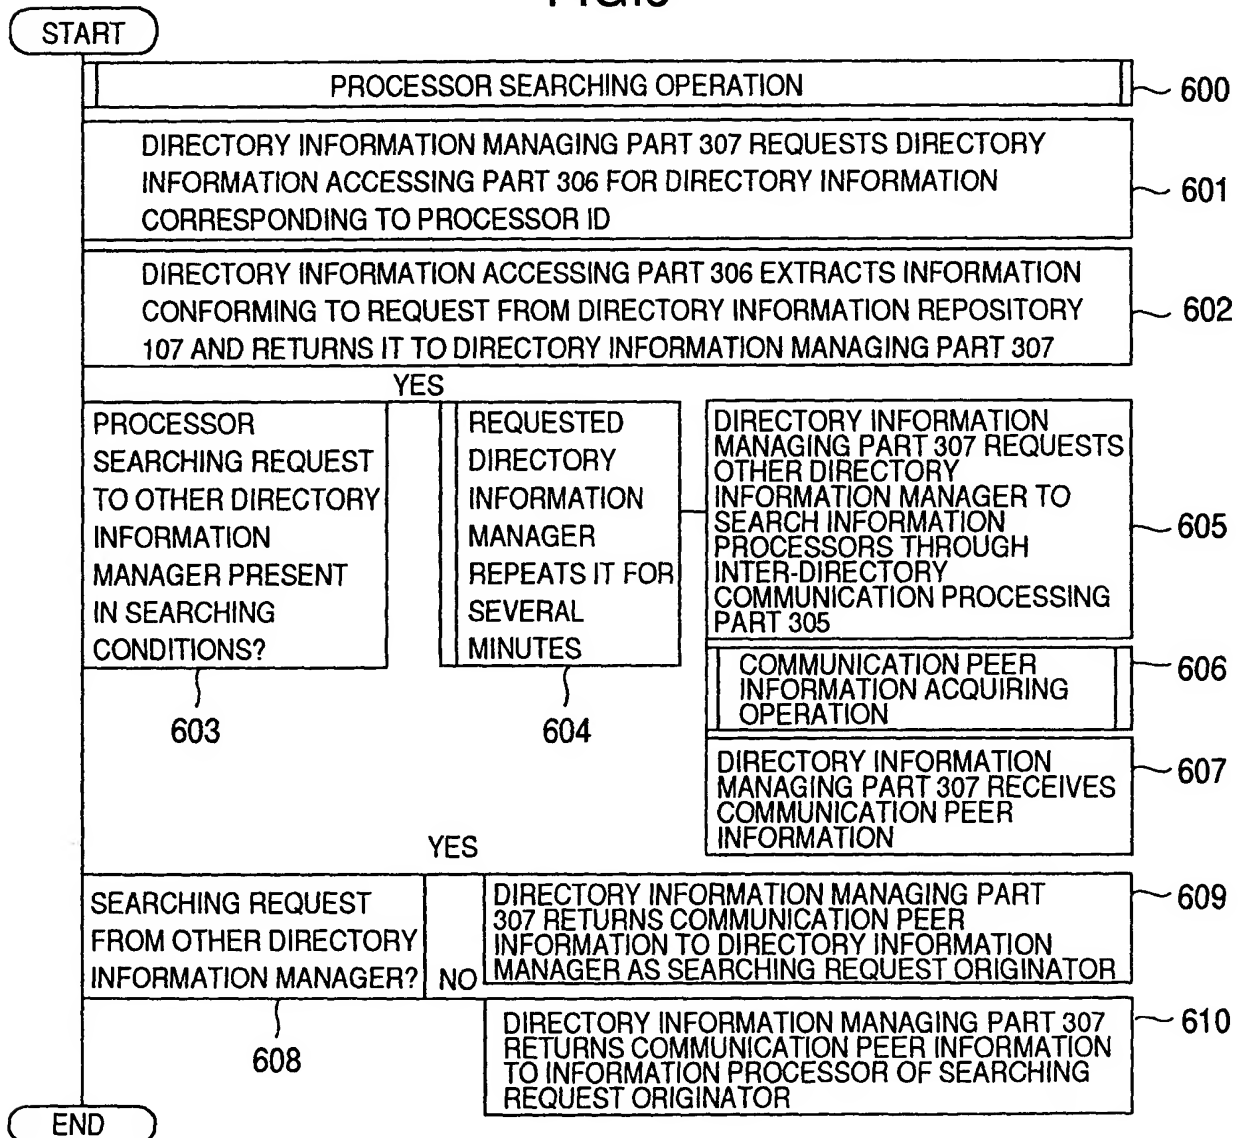 START
PROCESSOR SEARCHING OPERATION
600
DIRECTORY INFORMATION MANAGING PART 307 REQUESTS DIRECTORY
INFORMATION ACCESSING PART 306 FOR DIRECTORY INFORMATION
CORRESPONDING TO PROCESSOR ID
601
DIRECTORY INFORMATION ACCESSING PART 306 EXTRACTS INFORMATION
CONFORMING TO REQUEST FROM DIRECTORY INFORMATION REPOSITORY
107 AND RETURNS IT TO DIRECTORY INFORMATION MANAGING PART 307
602
YES
PROCESSOR
SEARCHING REQUEST
TO OTHER DIRECTORY
INFORMATION
MANAGER PRESENT
IN SEARCHING
CONDITIONS?
603
REQUESTED
DIRECTORY
INFORMATION
MANAGER
REPEATS IT FOR
SEVERAL
MINUTES
604
DIRECTORY INFORMATION
MANAGING PART 307 REQUESTS
OTHER DIRECTORY
INFORMATION MANAGER TO
SEARCH INFORMATION
PROCESSORS THROUGH
INTER-DIRECTORY
COMMUNICATION PROCESSING
PART 305
605
COMMUNICATION PEER
INFORMATION ACQUIRING
OPERATION
606
DIRECTORY INFORMATION
MANAGING PART 307 RECEIVES
COMMUNICATION PEER
INFORMATION
607
YES
SEARCHING REQUEST
FROM OTHER DIRECTORY
INFORMATION MANAGER?
NO
608
DIRECTORY INFORMATION MANAGING PART
307 RETURNS COMMUNICATION PEER
INFORMATION TO DIRECTORY INFORMATION
MANAGER AS SEARCHING REQUEST ORIGINATOR
609
DIRECTORY INFORMATION MANAGING PART 307
RETURNS COMMUNICATION PEER INFORMATION
TO INFORMATION PROCESSOR OF SEARCHING
REQUEST ORIGINATOR
610
END